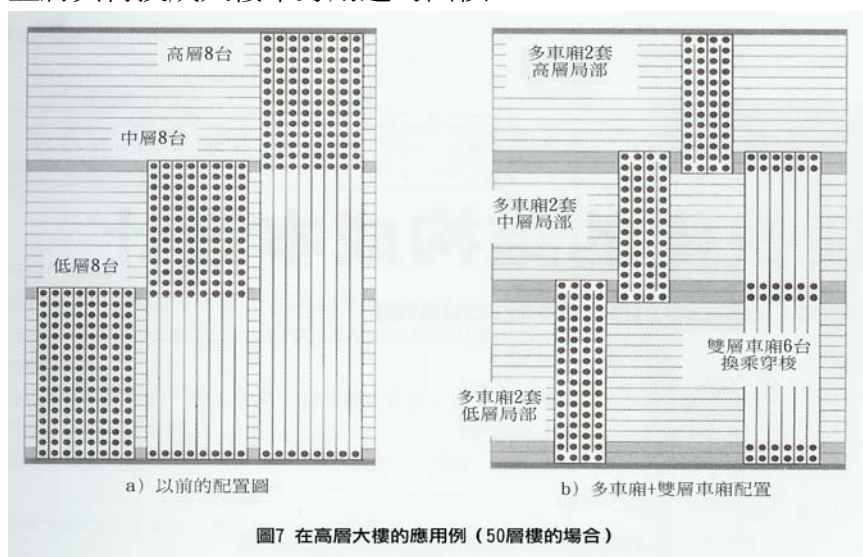 高層8台
中層8台
低層8台
a) 以前的配置圖
多車廂2套
高層局部
多車廂2套
中層局部
多車廂2套
低層局部
雙層車廂6台
換乘穿梭
b) 多車廂+雙層車廂配置
圖7 在高層大樓的應用例（50層樓的場合）